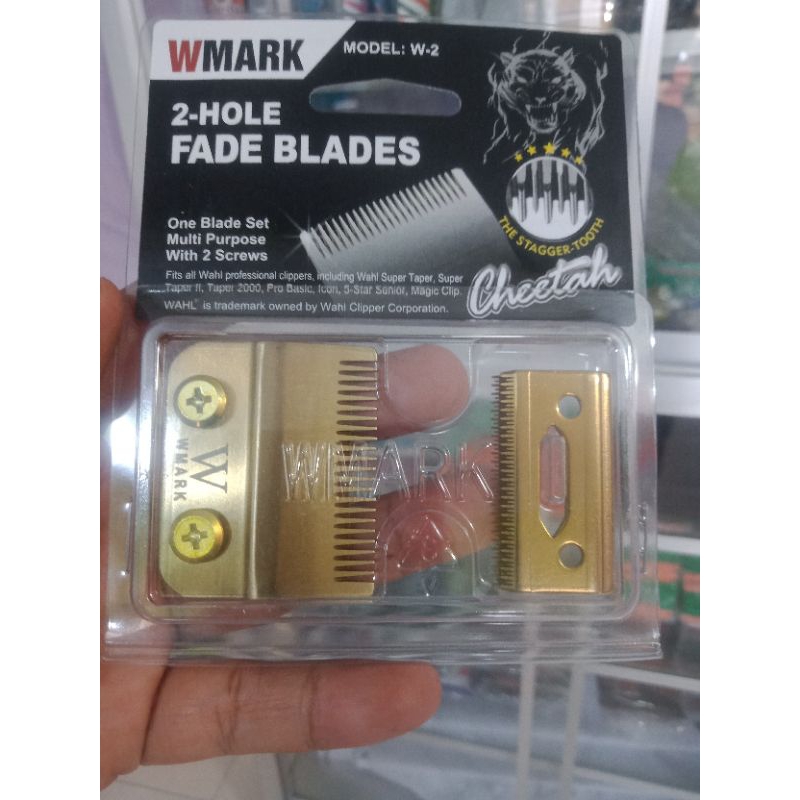 WMARK
MODEL: W-2
2-HOLE
FADE BLADES
One Blade Set
Multi Purpose
With 2 Screws
THE STAGGER-TOOTH
Cheetah
Fits all Wahl professional clippers, including Wahl Super Taper, Super
Taper II, Taper 2000, Pro Basic, Icon, 5-Star Senior, Magic Clip.
WAHL® is trademark owned by Wahl Clipper Corporation.
W
WMARK
WMARK